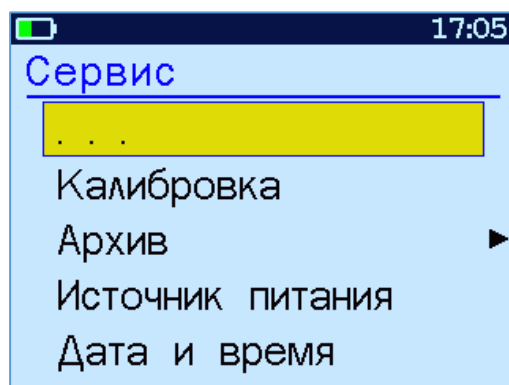 17:05
Сервис
. . .
Калибровка
Архив
Источник питания
Дата и время